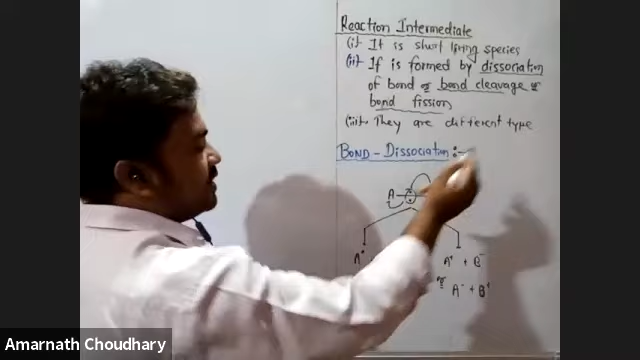 Reaction Intermediate
(i) It is short living species
(ii) If is formed by dissociation
of bond or bond cleavage or
bond fission
(iii) They are different type
BOND - Dissociation :-
A
A• A⁺ + B⁻
or A⁻ + B⁺
Amarnath Choudhary